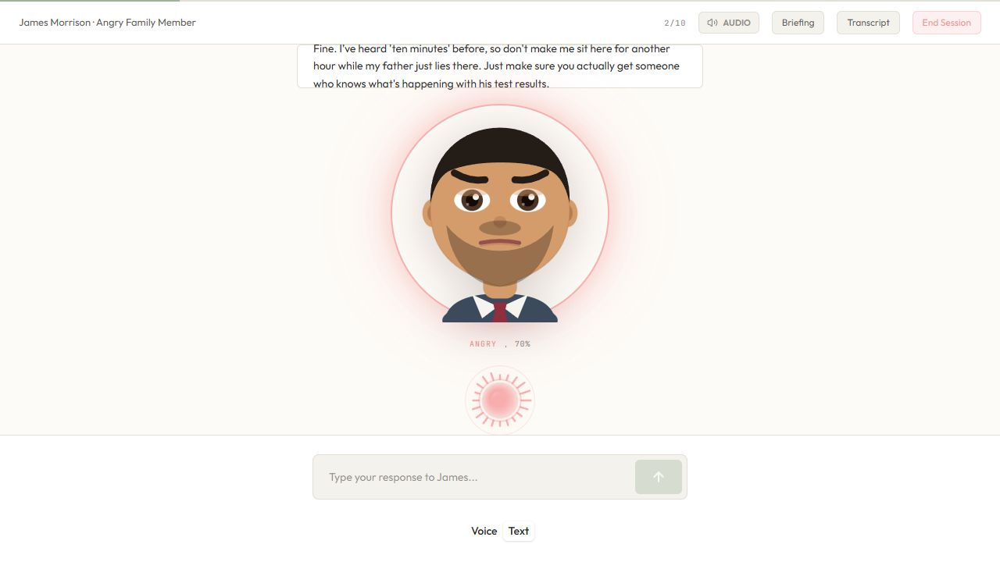 James Morrison · Angry Family Member
2/10
AUDIO
Briefing
Transcript
End Session
Fine. I've heard 'ten minutes' before, so don't make me sit here for another
hour while my father just lies there. Just make sure you actually get someone
who knows what's happening with his test results.
ANGRY , 70%
Type your response to James...
Voice
Text